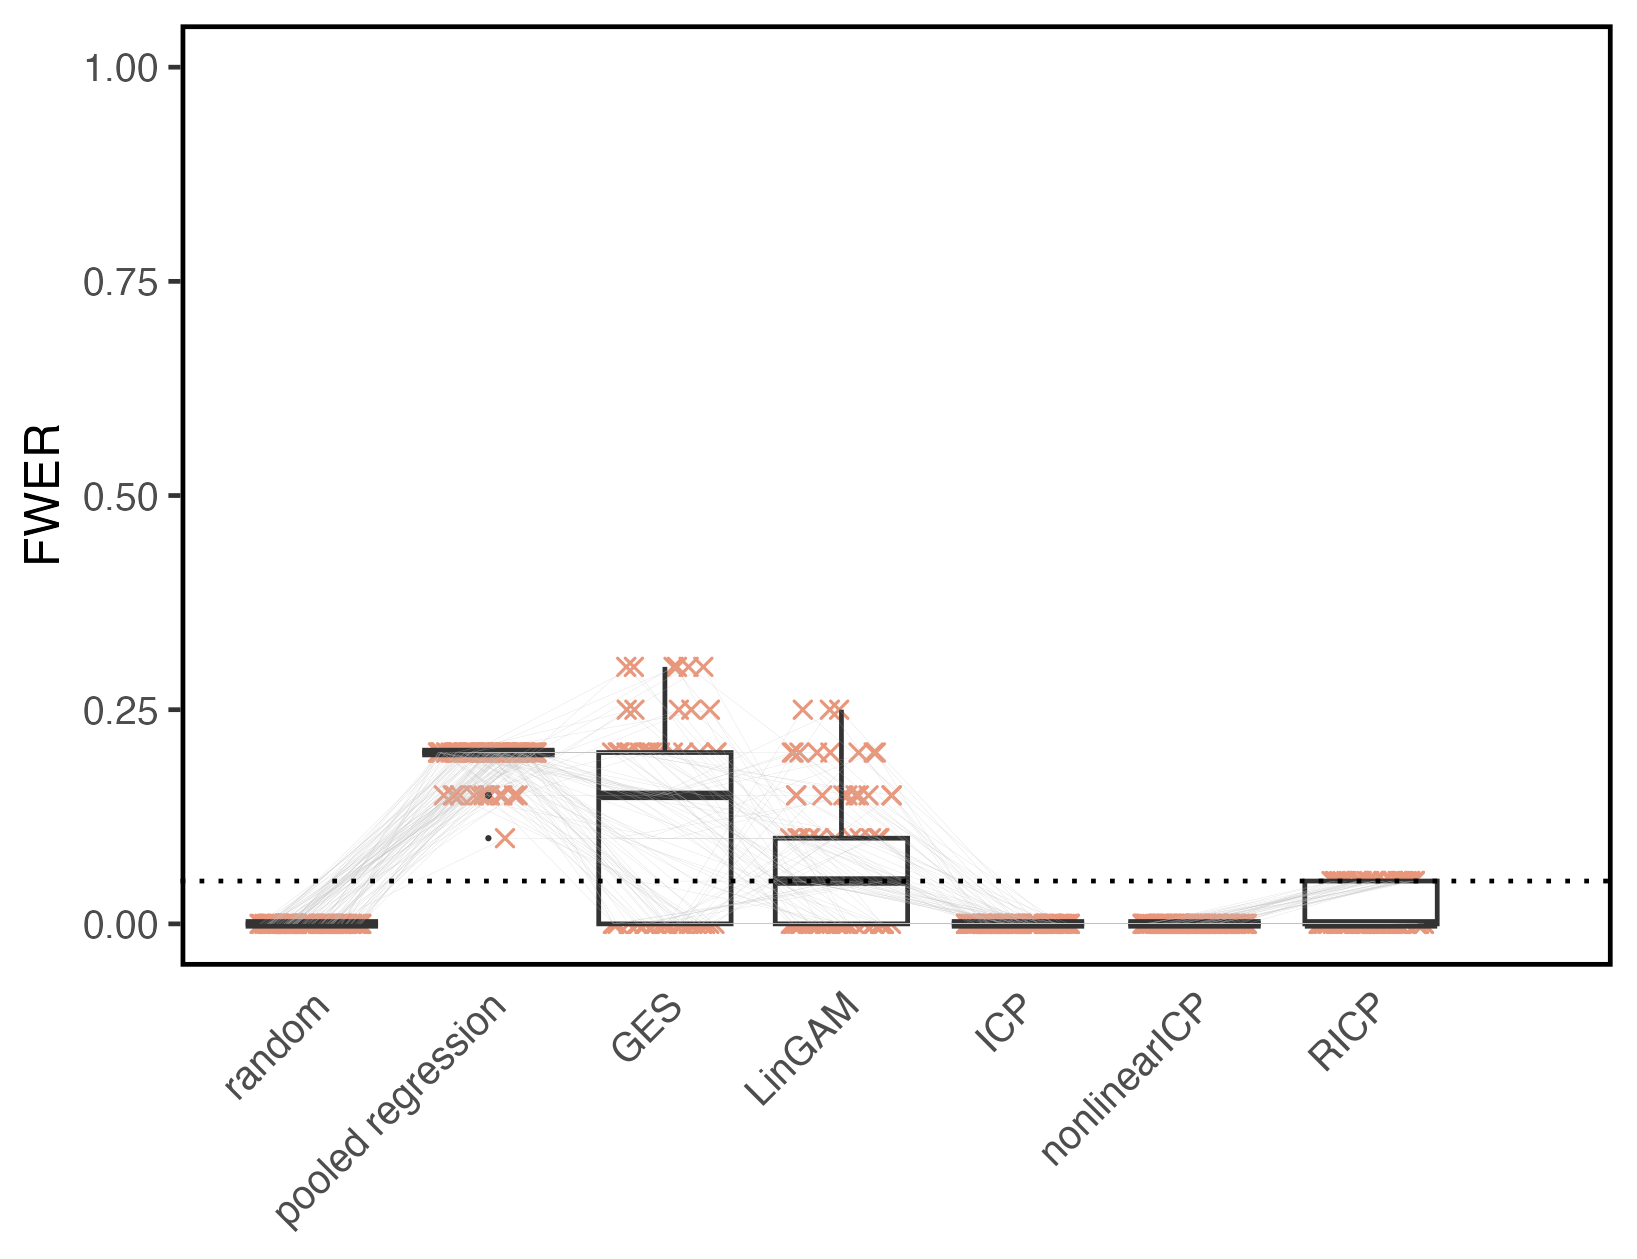 FWER
1.00
0.75
0.50
0.25
0.00
random
pooled regression
GES
LinGAM
ICP
nonlinearICP
RICP